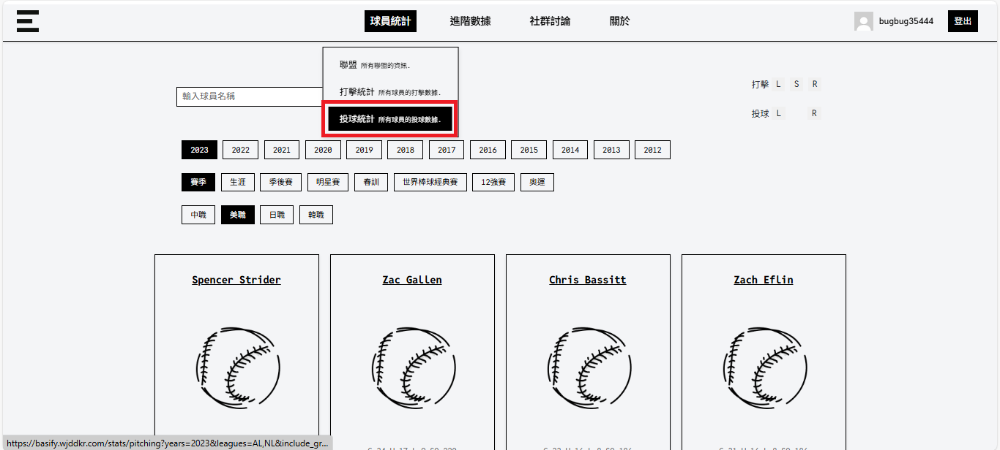 球員統計 進階數據 社群討論 關於 bugbug35444 登出
聯盟 所有聯盟的資訊.
打擊統計 所有球員的打擊數據.
投球統計 所有球員的投球數據.
輸入球員名稱
打擊 L S R
投球 L R
2023 2022 2021 2020 2019 2018 2017 2016 2015 2014 2013 2012
賽季 生涯 季後賽 明星賽 春訓 世界棒球經典賽 12強賽 奧運
中職 美職 日職 韓職
Spencer Strider Zac Gallen Chris Bassitt Zach Eflin
https://basify.wjddkr.com/stats/pitching?years=2023&leagues=AL,NL&include_gr...